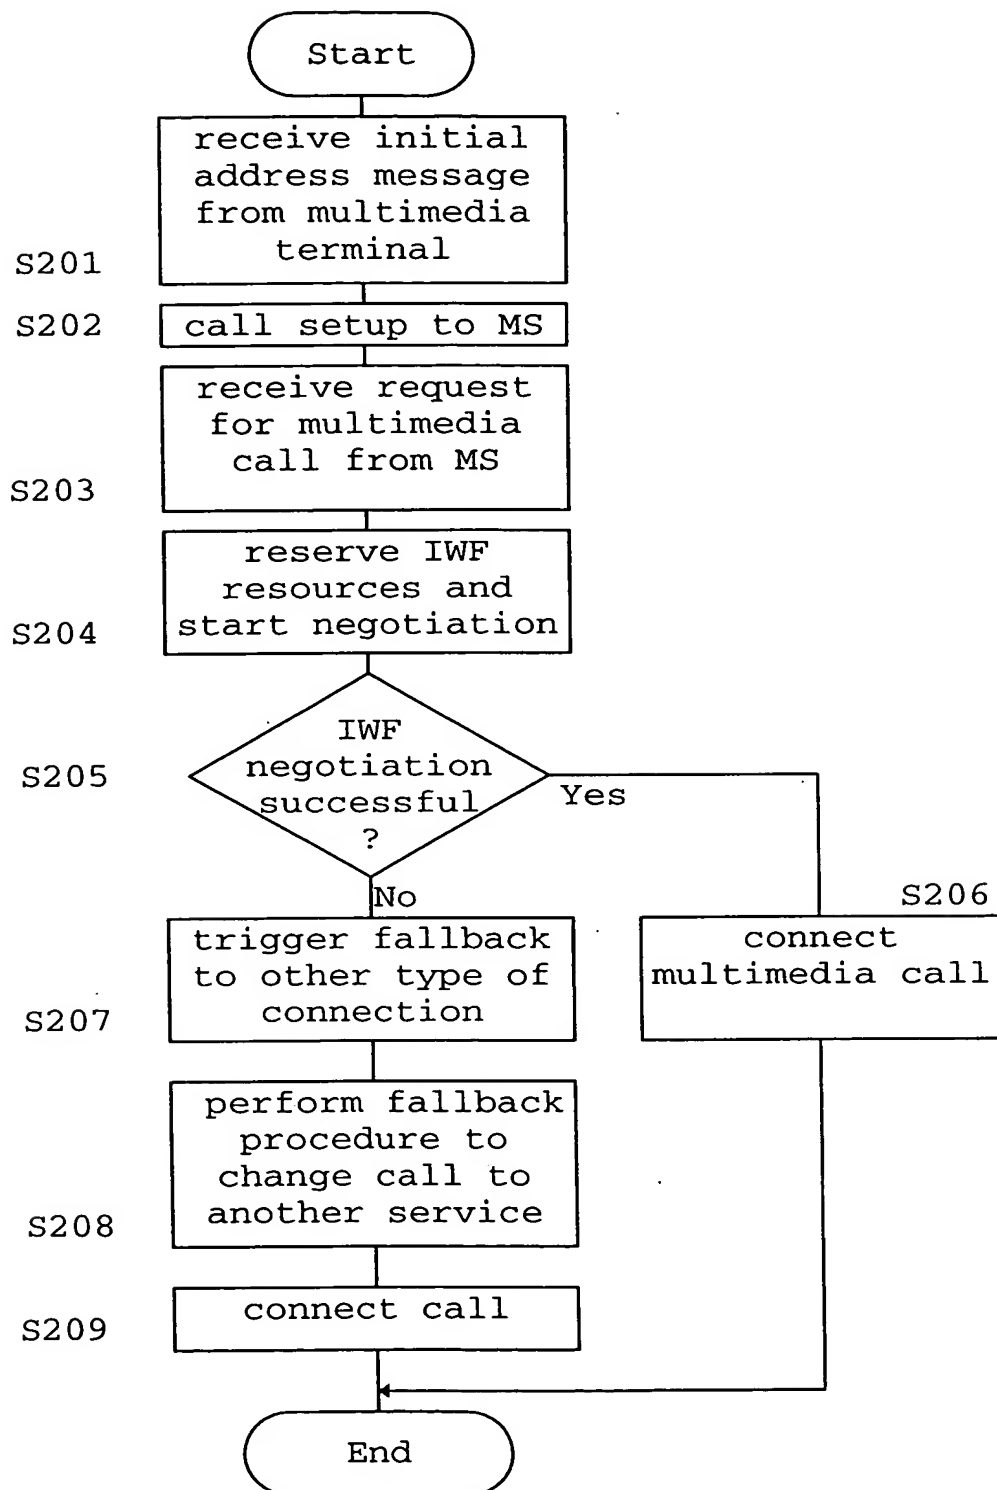 Start
receive initial
address message
from multimedia
terminal
S201
S202
call setup to MS
receive request
for multimedia
call from MS
S203
reserve IWF
resources and
start negotiation
S204
IWF
negotiation
successful
?
S205
Yes
No
S206
connect
multimedia call
trigger fallback
to other type of
connection
S207
perform fallback
procedure to
change call to
another service
S208
connect call
S209
End